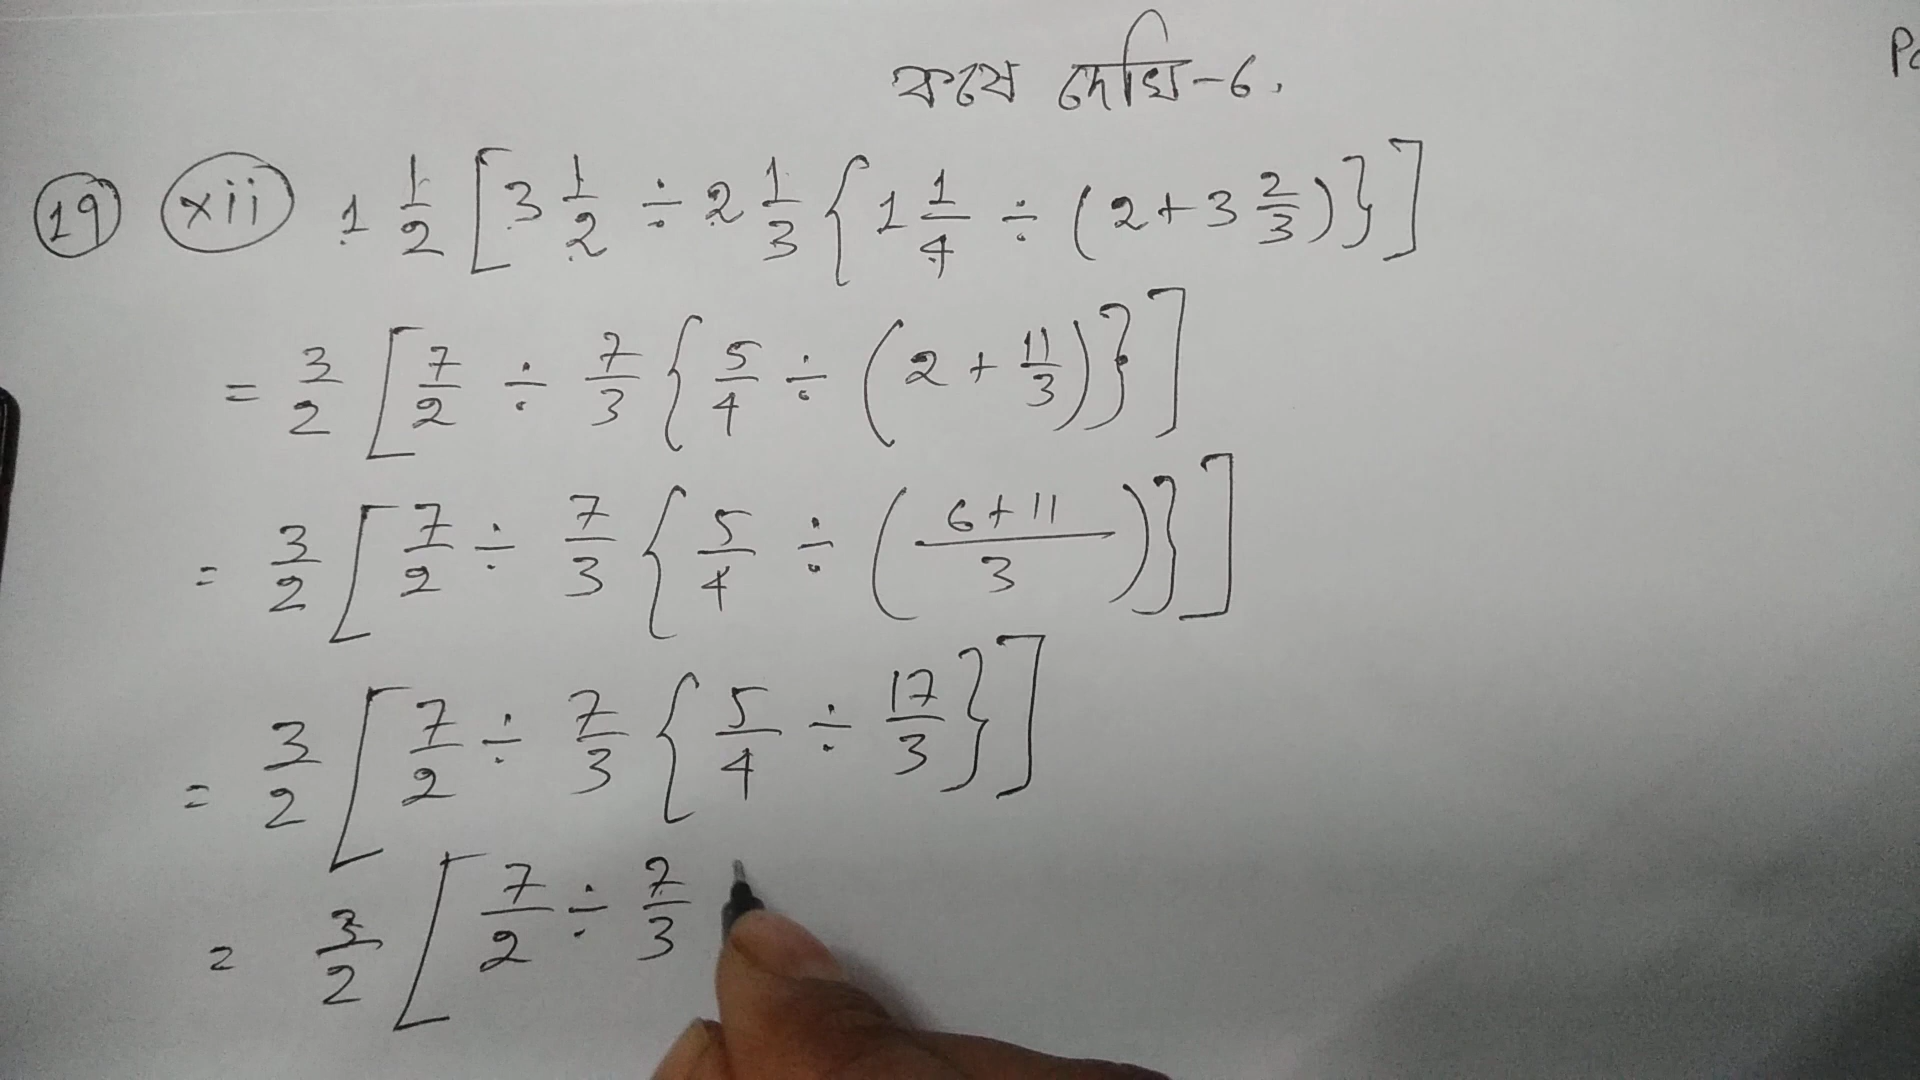 কষে দেখি-6.
Pa
19 xii 1 1/2 [3 1/2 ÷ 2 1/3 {1 1/4 ÷ (2+3 2/3)}]
= 3/2 [7/2 ÷ 7/3 {5/4 ÷ (2 + 11/3)}]
= 3/2 [7/2 ÷ 7/3 {5/4 ÷ (6+11/3)}]
= 3/2 [7/2 ÷ 7/3 {5/4 ÷ 17/3}]
= 3/2 [7/2 ÷ 7/3